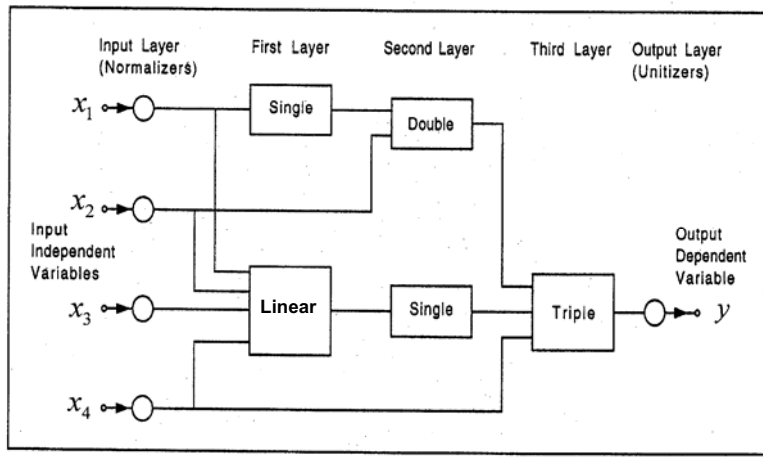 Input Layer
(Normalizers)
First Layer
Second Layer
Third Layer
Output Layer
(Unitizers)
x1
Single
Double
x2
Input
Independent
Variables
Output
Dependent
Variable
x3
Linear
Single
Triple
y
x4